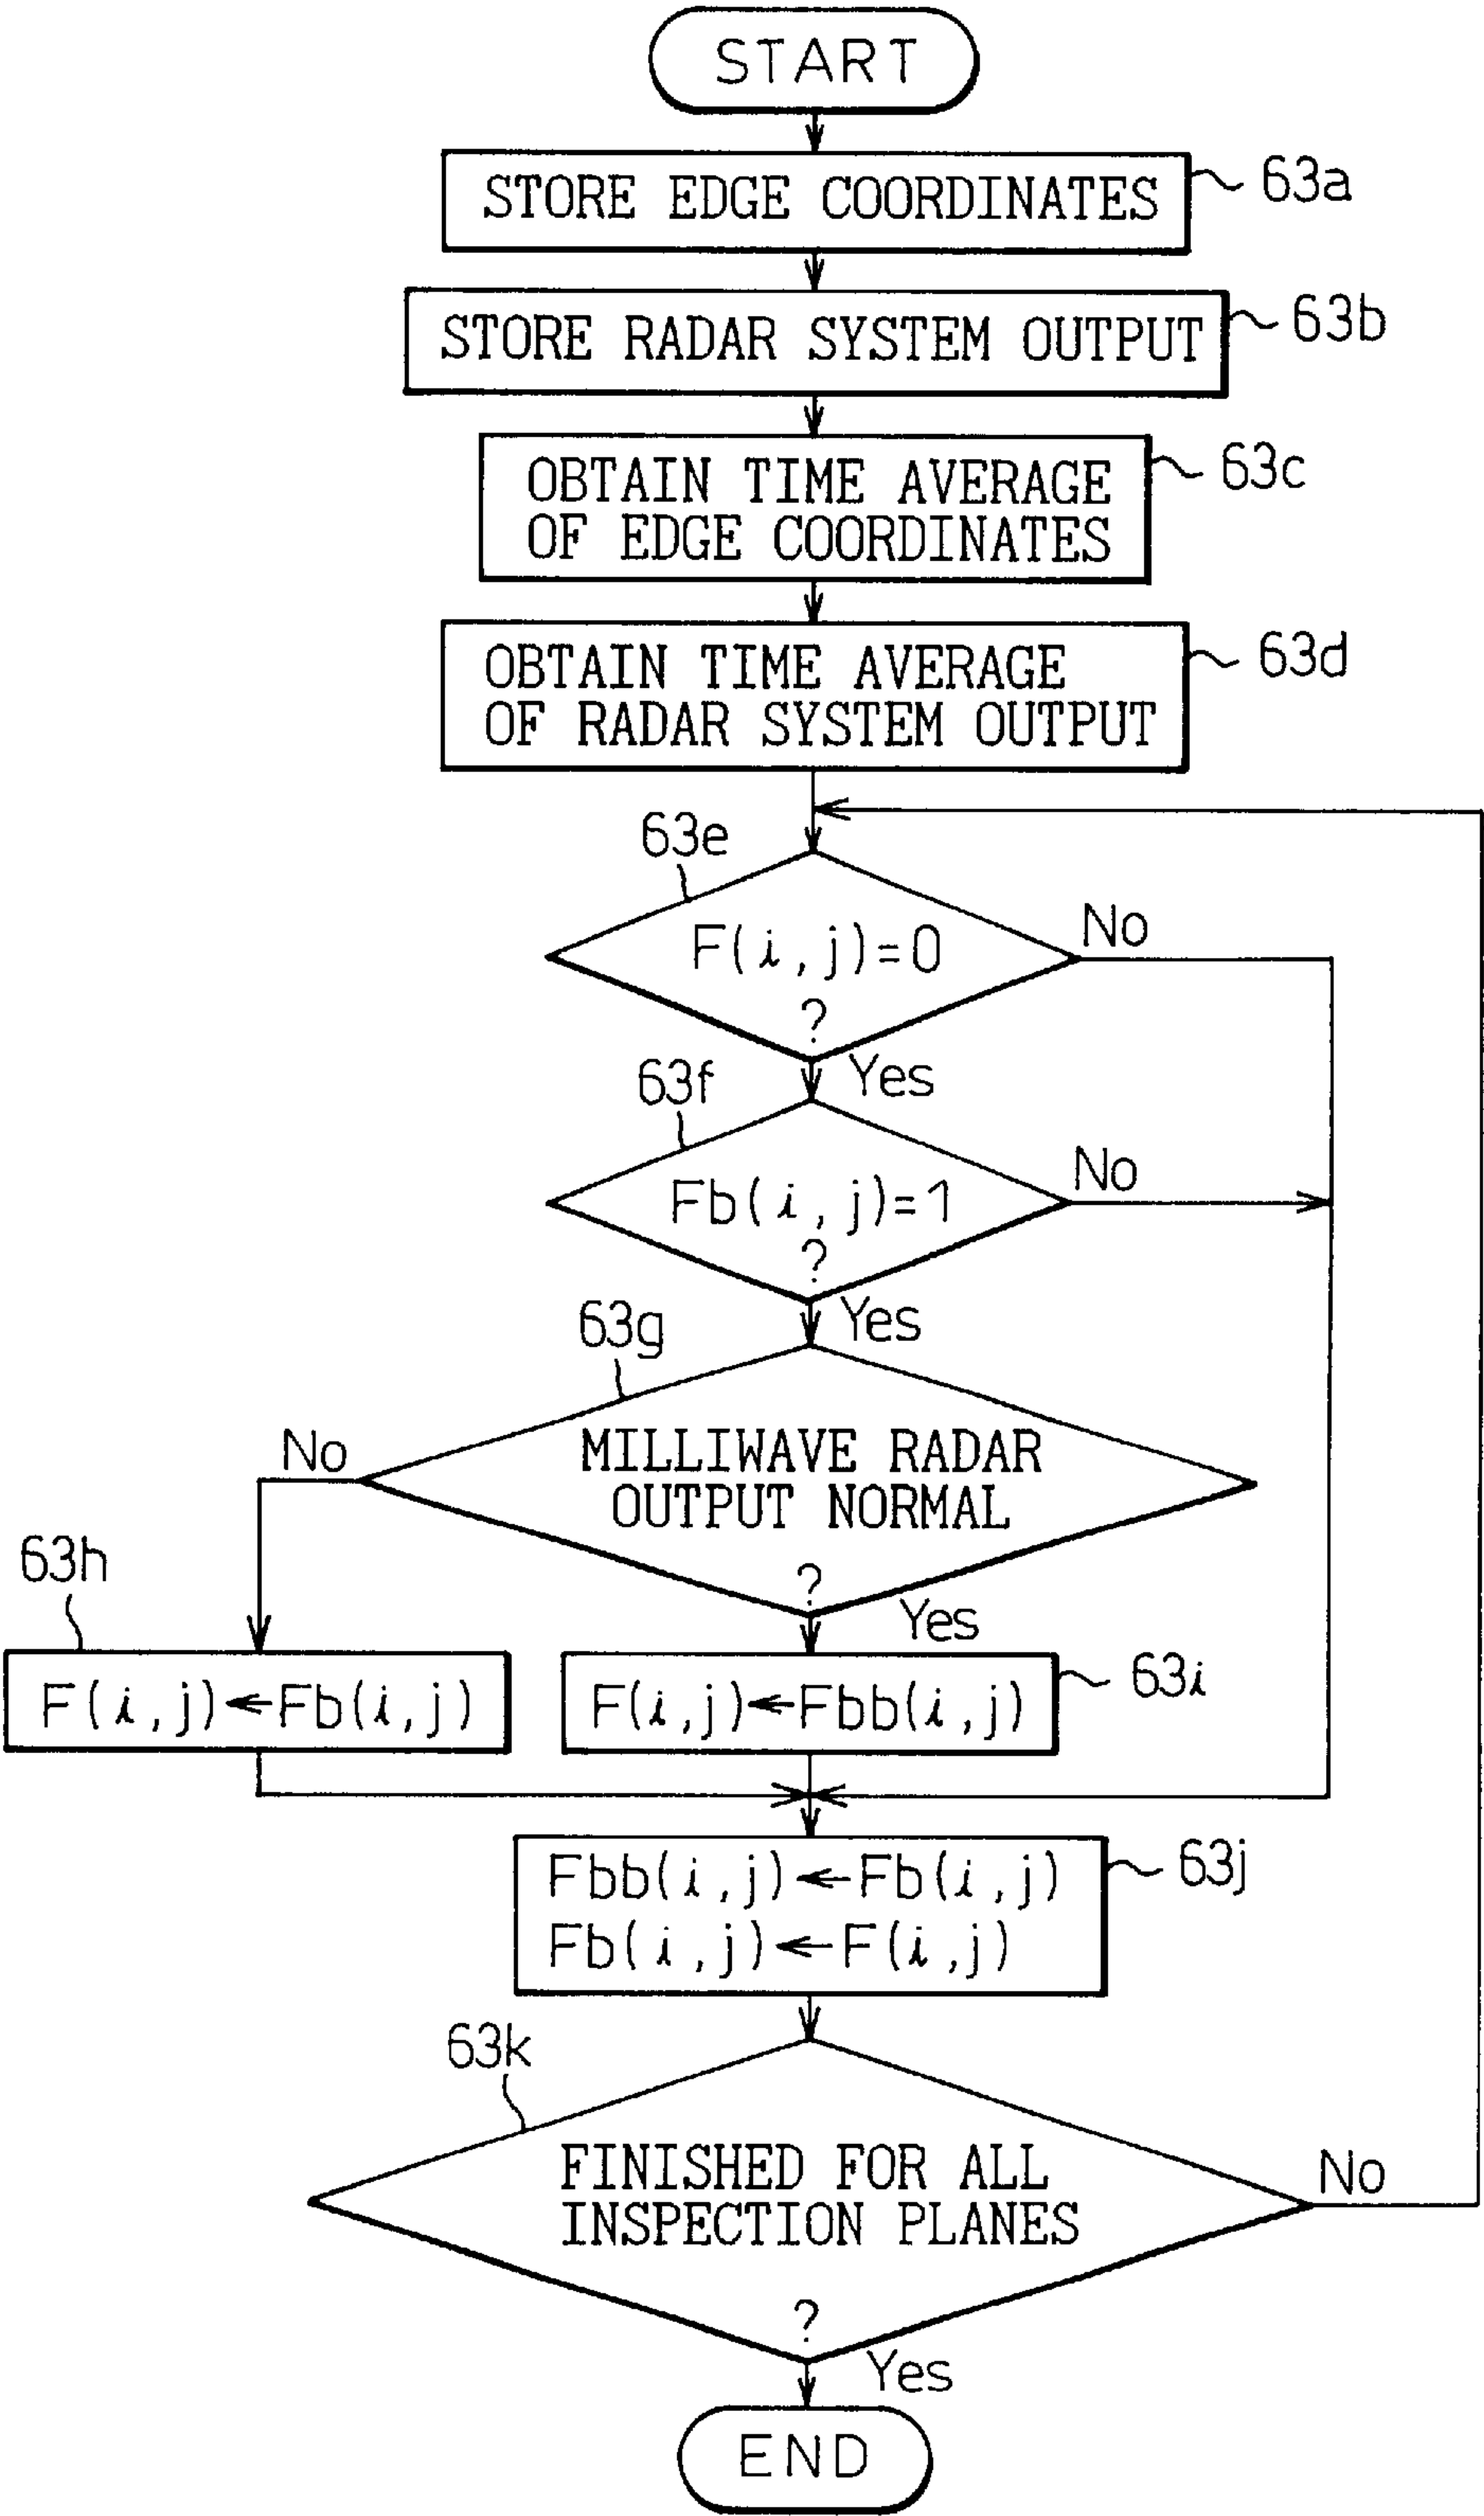 START
STORE EDGE COORDINATES
63a
STORE RADAR SYSTEM OUTPUT
63b
OBTAIN TIME AVERAGE
OF EDGE COORDINATES
63c
OBTAIN TIME AVERAGE
OF RADAR SYSTEM OUTPUT
63d
63e
F(i,j)=0
?
No
Yes
63f
Fb(i,j)=1
?
No
Yes
63g
MILLIWAVE RADAR
OUTPUT NORMAL
?
No
Yes
63h
F(i,j)←Fb(i,j)
F(i,j)←Fbb(i,j)
63i
Fbb(i,j)←Fb(i,j)
Fb(i,j)←F(i,j)
63j
63k
FINISHED FOR ALL
INSPECTION PLANES
?
No
Yes
END